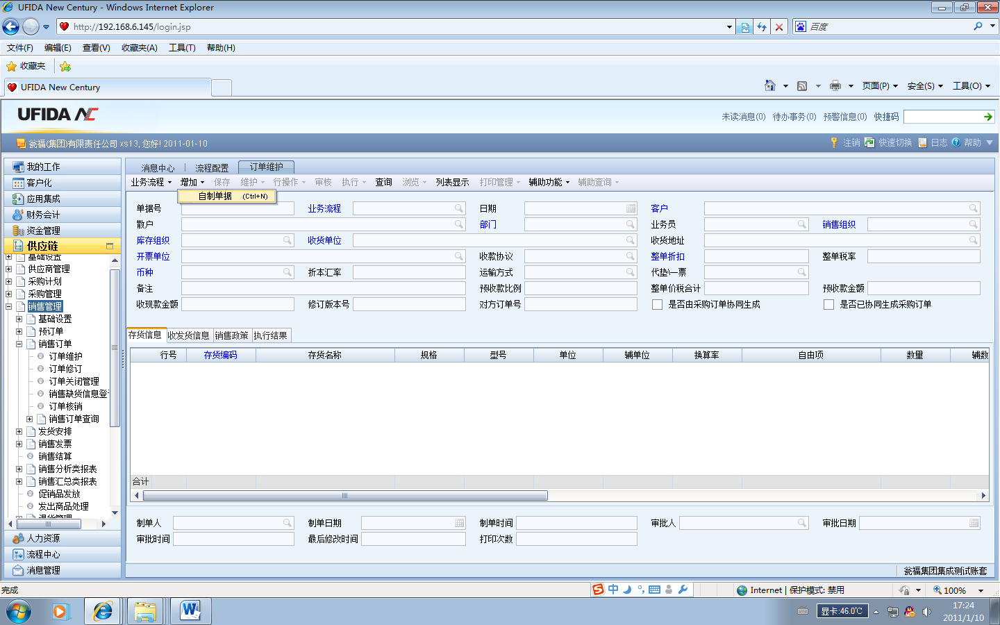 UFIDA New Century - Windows Internet Explorer
http://192.168.6.145/login.jsp
百度
文件(F) 编辑(E) 查看(V) 收藏夹(A) 工具(T) 帮助(H)
收藏夹
UFIDA New Century
页面(P) 安全(S) 工具(O)
UFIDA NC
未读消息(0) 待办事务(0) 预警信息(0) 快捷码
瓮福(集团)有限责任公司 xs13, 您好! 2011-01-10
注销 快速切换 日志 帮助
我的工作
客户化
应用集成
财务会计
资金管理
供应链
基础设置
供应商管理
采购计划
采购管理
销售管理
基础设置
预订单
销售订单
订单维护
订单修订
订单关闭管理
销售缺货信息登
订单核销
销售订单查询
发货安排
销售发票
销售结算
销售分析类报表
销售汇总类报表
促销品发放
发出商品处理
退货管理
人力资源
流程中心
消息管理
消息中心 流程配置 订单维护
业务流程 增加 保存 维护 行操作 审核 执行 查询 浏览 列表显示 打印管理 辅助功能 辅助查询
自制单据 (Ctrl+N)
单据号 业务流程 日期 客户
散户 部门 业务员 销售组织
库存组织 收货单位 收货地址
开票单位 收款协议 整单折扣 整单税率
币种 折本汇率 运输方式 代垫\一票
备注 预收款比例 整单价税合计 预收款金额
收现款金额 修订版本号 对方订单号 是否由采购订单协同生成 是否已协同生成采购订单
存货信息 收发货信息 销售政策 执行结果
行号 存货编码 存货名称 规格 型号 单位 辅单位 换算率 自由项 数量 辅数
合计
制单人 制单日期 制单时间 审批人 审批日期
审批时间 最后修改时间 打印次数
瓮福集团集成测试账套
完成
中
Internet | 保护模式: 禁用
100%
显卡:46.0℃
17:24
2011/1/10